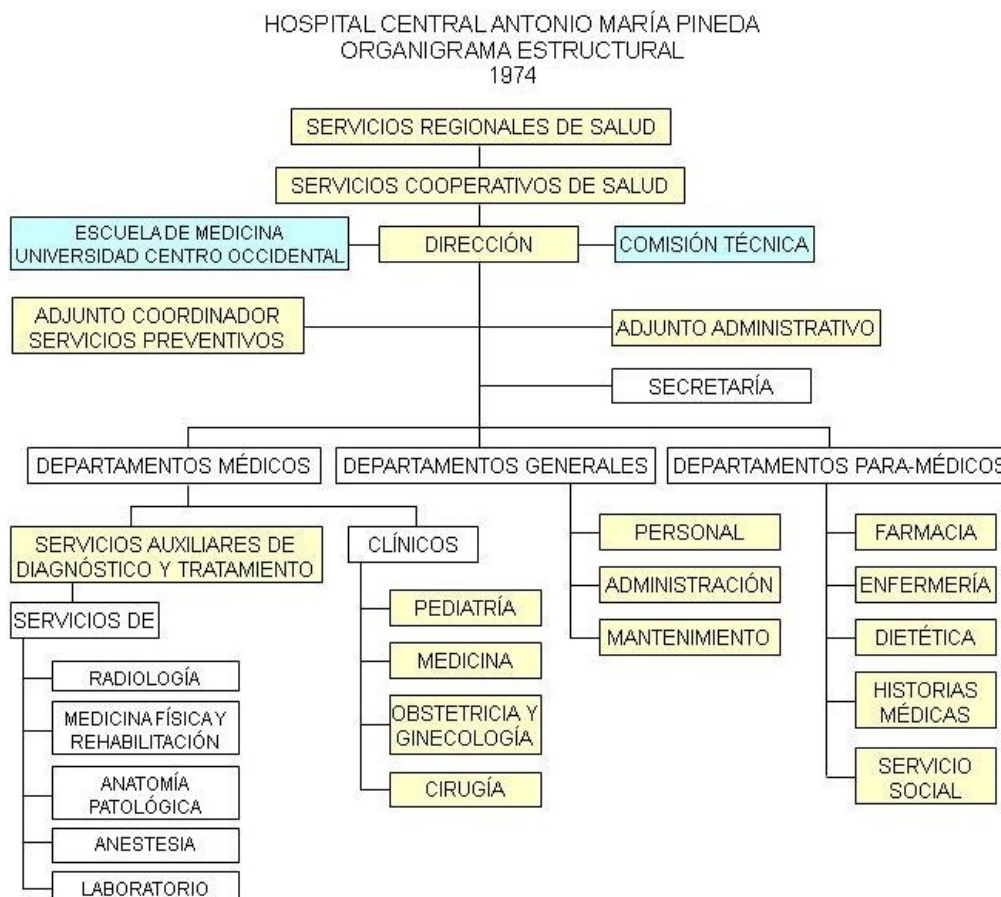 HOSPITAL CENTRAL ANTONIO MARÍA PINEDA
ORGANIGRAMA ESTRUCTURAL
1974
SERVICIOS REGIONALES DE SALUD
SERVICIOS COOPERATIVOS DE SALUD
ESCUELA DE MEDICINA
UNIVERSIDAD CENTRO OCCIDENTAL
DIRECCIÓN
COMISIÓN TÉCNICA
ADJUNTO COORDINADOR
SERVICIOS PREVENTIVOS
ADJUNTO ADMINISTRATIVO
SECRETARÍA
DEPARTAMENTOS MÉDICOS
DEPARTAMENTOS GENERALES
DEPARTAMENTOS PARA-MÉDICOS
SERVICIOS AUXILIARES DE
DIAGNÓSTICO Y TRATAMIENTO
SERVICIOS DE
RADIOLOGÍA
MEDICINA FÍSICA Y
REHABILITACIÓN
ANATOMÍA
PATOLÓGICA
ANESTESIA
LABORATORIO
CLÍNICOS
PEDIATRÍA
MEDICINA
OBSTETRICIA Y
GINECOLOGÍA
CIRUGÍA
PERSONAL
ADMINISTRACIÓN
MANTENIMIENTO
FARMACIA
ENFERMERÍA
DIETÉTICA
HISTORIAS
MÉDICAS
SERVICIO
SOCIAL